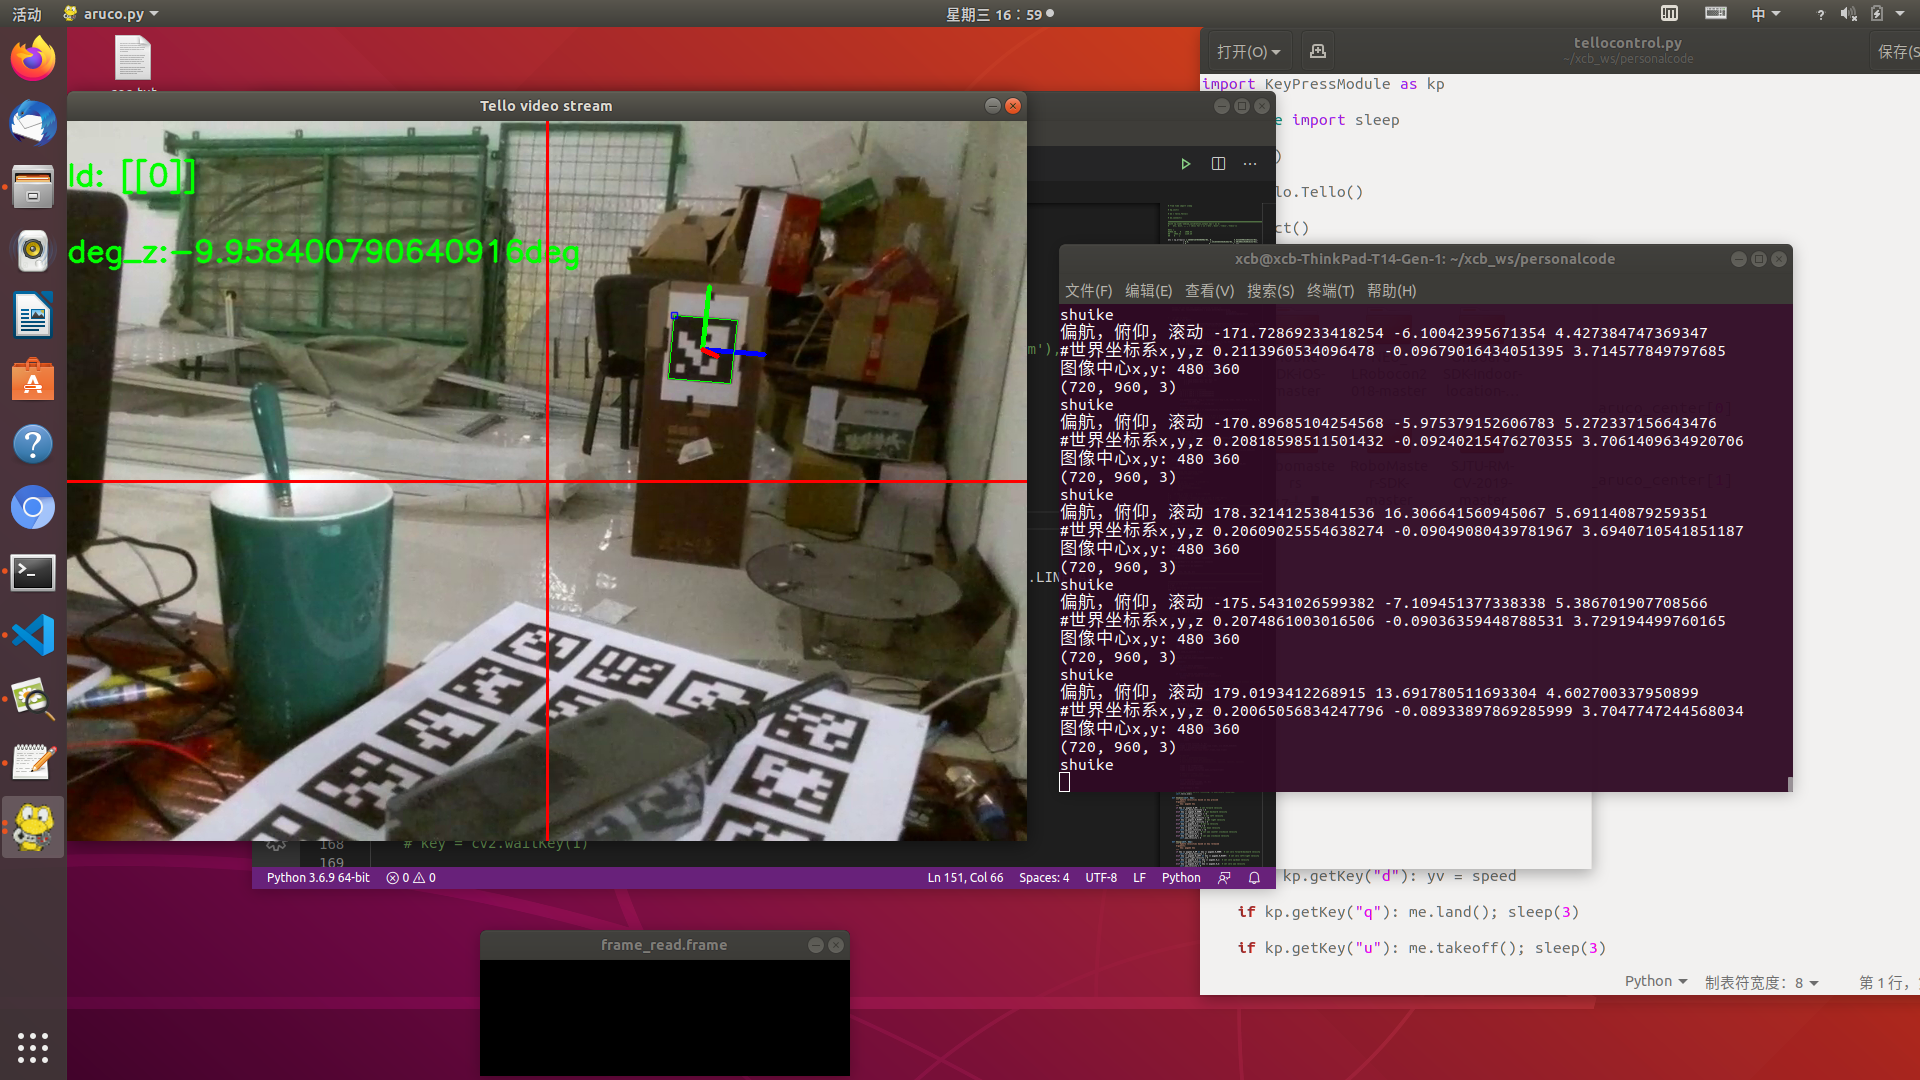 活动
aruco.py
星期三 16：59
中
打开(O)
tellocontrol.py
~/xcb_ws/personalcode
import KeyPressModule as kp
import sleep
lo.Tello()
ct()
Tello video stream
Id: [[0]]
deg_z:-9.958400790640916deg
xcb@xcb-ThinkPad-T14-Gen-1: ~/xcb_ws/personalcode
文件(F) 编辑(E) 查看(V) 搜索(S) 终端(T) 帮助(H)
shuike
偏航，俯仰，滚动 -171.72869233418254 -6.10042395671354 4.427384747369347
#世界坐标系x,y,z 0.2113960534096478 -0.09679016434051395 3.714577849797685
图像中心x,y: 480 360
(720, 960, 3)
shuike
偏航，俯仰，滚动 -170.89685104254568 -5.975379152606783 5.272337156643476
#世界坐标系x,y,z 0.20818598511501432 -0.09240215476270355 3.7061409634920706
图像中心x,y: 480 360
(720, 960, 3)
shuike
偏航，俯仰，滚动 178.32141253841536 16.306641560945067 5.691140879259351
#世界坐标系x,y,z 0.20609025554638274 -0.09049080439781967 3.6940710541851187
图像中心x,y: 480 360
(720, 960, 3)
shuike
偏航，俯仰，滚动 -175.5431026599382 -7.109451377338338 5.386701907708566
#世界坐标系x,y,z 0.2074861003016506 -0.09036359448788531 3.729194499760165
图像中心x,y: 480 360
(720, 960, 3)
shuike
偏航，俯仰，滚动 179.0193412268915 13.691780511693304 4.602700337950899
#世界坐标系x,y,z 0.20065056834247796 -0.08933897869285999 3.7047747244568034
图像中心x,y: 480 360
(720, 960, 3)
shuike
.LIN
168 # key = cv2.waitKey(1)
169
Python 3.6.9 64-bit 0 0 Ln 151, Col 66 Spaces: 4 UTF-8 LF Python
kp.getKey("d"): yv = speed
if kp.getKey("q"): me.land(); sleep(3)
if kp.getKey("u"): me.takeoff(); sleep(3)
frame_read.frame
Python 制表符宽度：8 第 1 行，